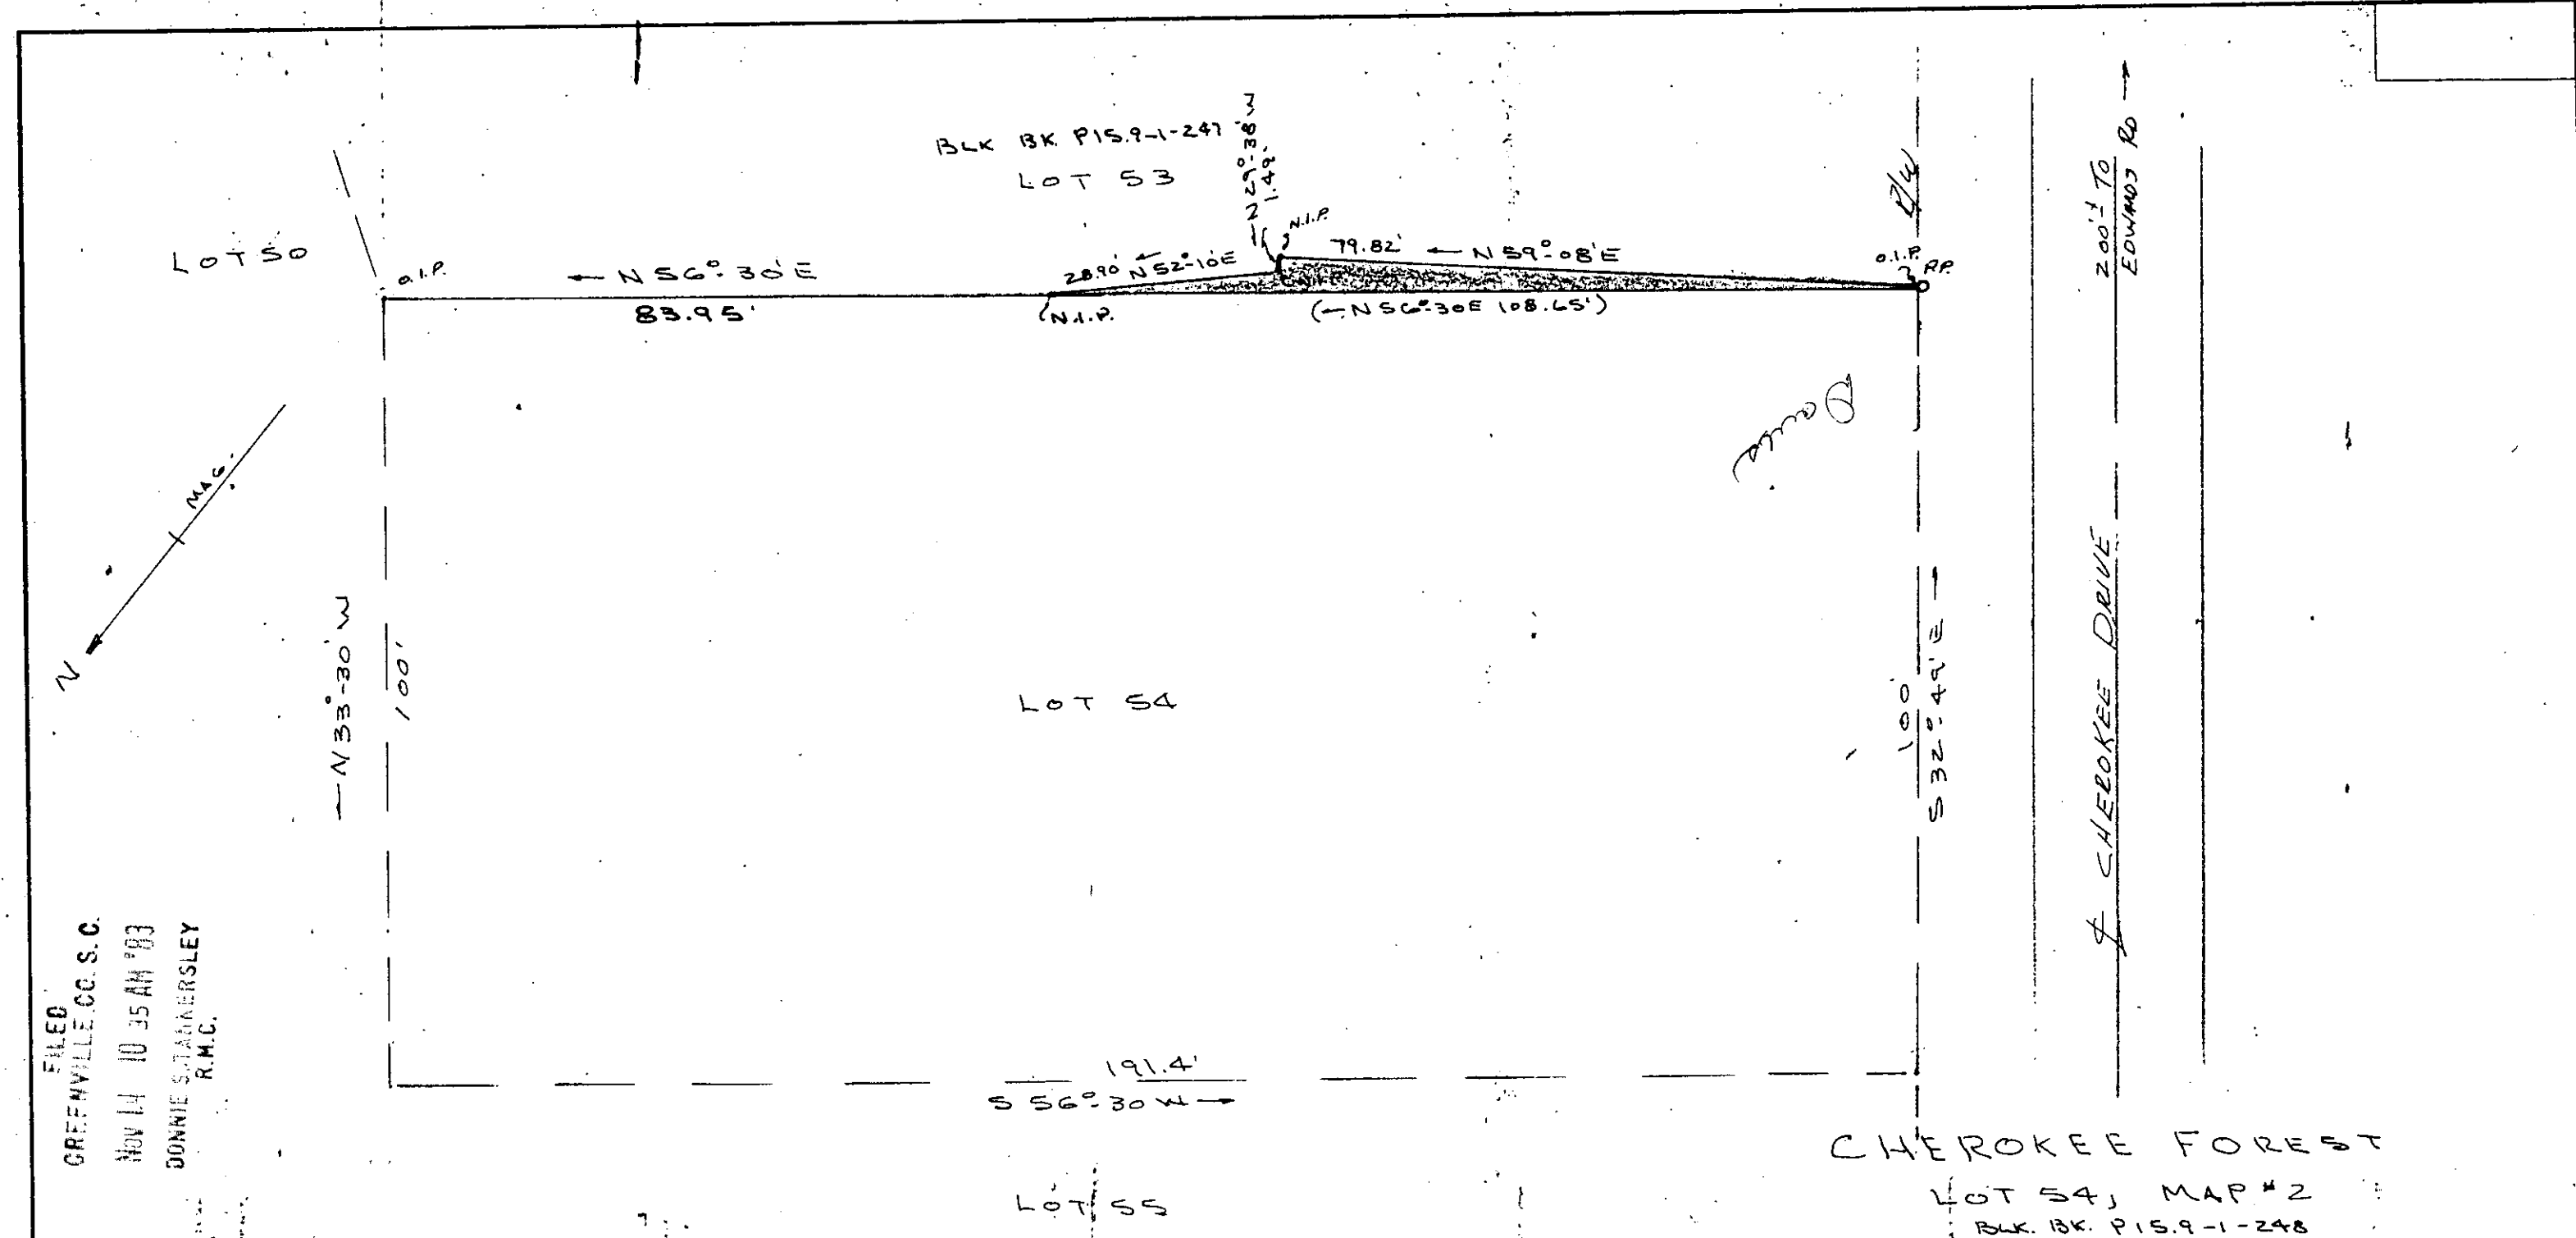 BLK BK. P15.9-1-247
LOT 53
N 29°-38' W
1.49'
N.I.P.
R/W
200'± TO
EDWARDS RD →
LOT 50
O.I.P.
← N 56°-30' E
83.95'
28.90' ← N 52°-10 E
79.82' ← N 59°-08' E
O.I.P.
RP.
N.I.P.
(← N 56°-30 E 108.65')
MAG.
N
← N 33°-30' W
100'
LOT 54
100'
S 32°-49' E →
℄ CHEROKEE DRIVE
FILED
GREENVILLE.CO.S.C.
NOV 14 10 35 AM '83
DONNIE S. TANKERSLEY
R.M.C.
191.4'
S 56°-30 W →
LOT 55
CHEROKEE FOREST
LOT 54, MAP #2
BLK. BK. P15.9-1-248